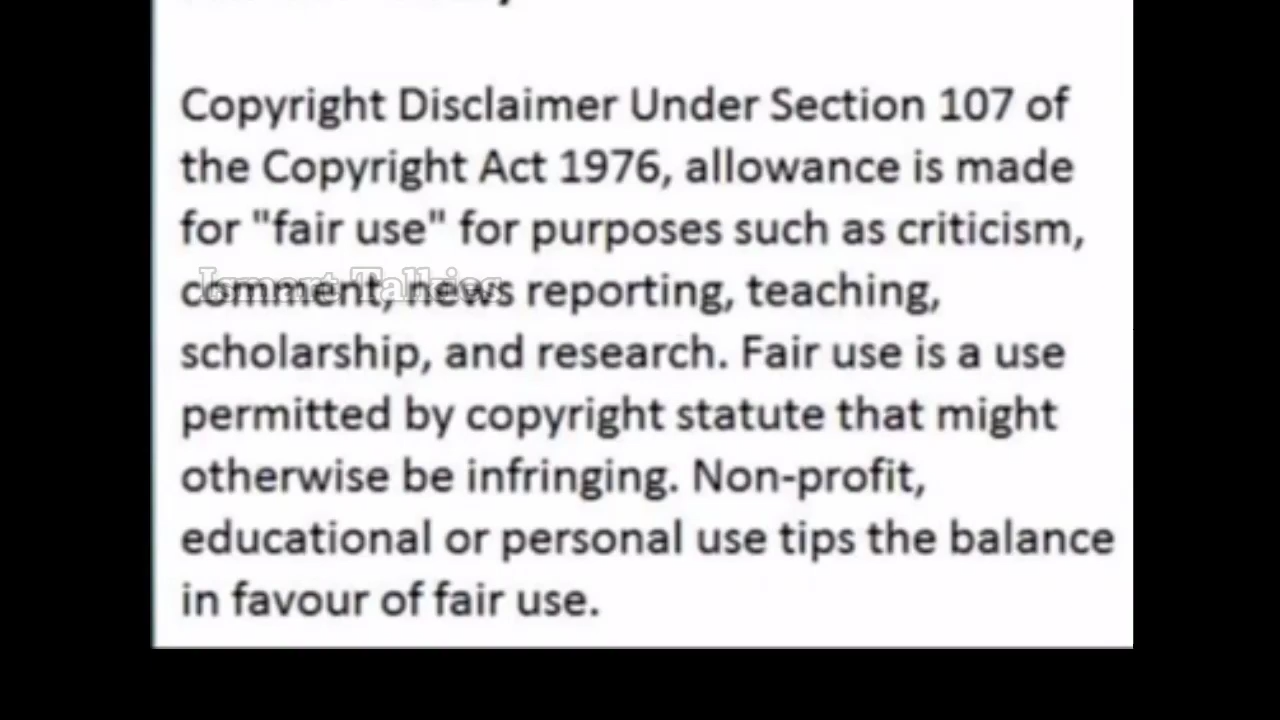 Copyright Disclaimer Under Section 107 of
the Copyright Act 1976, allowance is made
for "fair use" for purposes such as criticism,
comment, news reporting, teaching,
Ismart Talkies
scholarship, and research. Fair use is a use
permitted by copyright statute that might
otherwise be infringing. Non-profit,
educational or personal use tips the balance
in favour of fair use.